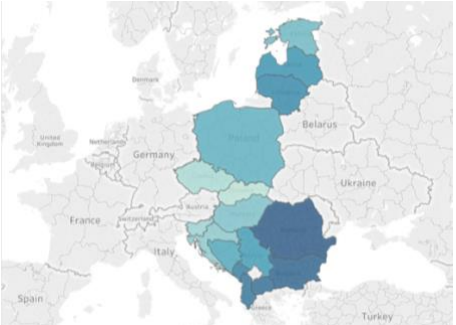 Denmark
United
Kingdom
Netherlands
Belgium
Germany
Poland
Belarus
Ukraine
France
Switzerland
Austria
Italy
Spain
Greece
Turkey